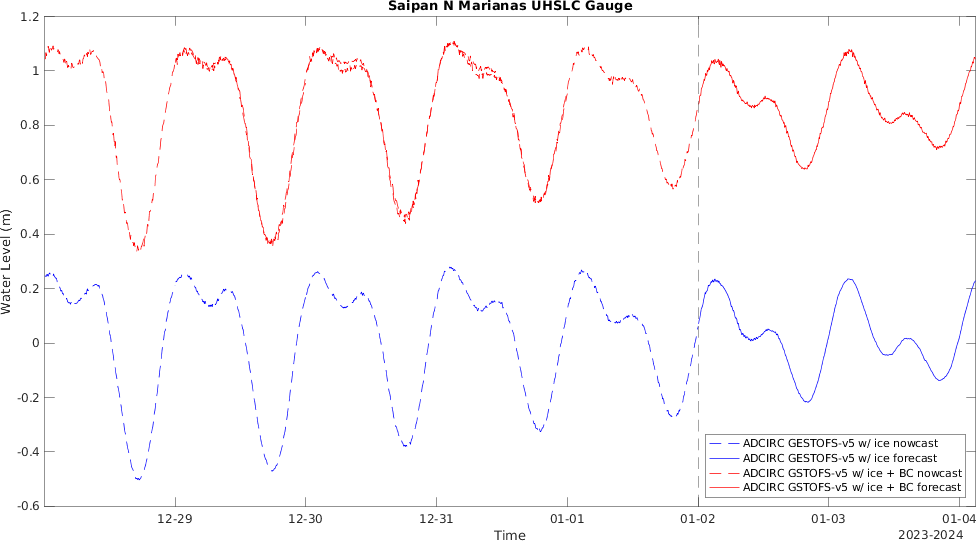 Saipan N Marianas UHSLC Gauge
1.2
1
0.8
0.6
0.4
0.2
0
-0.2
-0.4
-0.6
Water Level (m)
12-29
12-30
12-31
01-01
01-02
01-03
01-04
Time
2023-2024
ADCIRC GESTOFS-v5 w/ ice nowcast
ADCIRC GESTOFS-v5 w/ ice forecast
ADCIRC GSTOFS-v5 w/ ice + BC nowcast
ADCIRC GSTOFS-v5 w/ ice + BC forecast